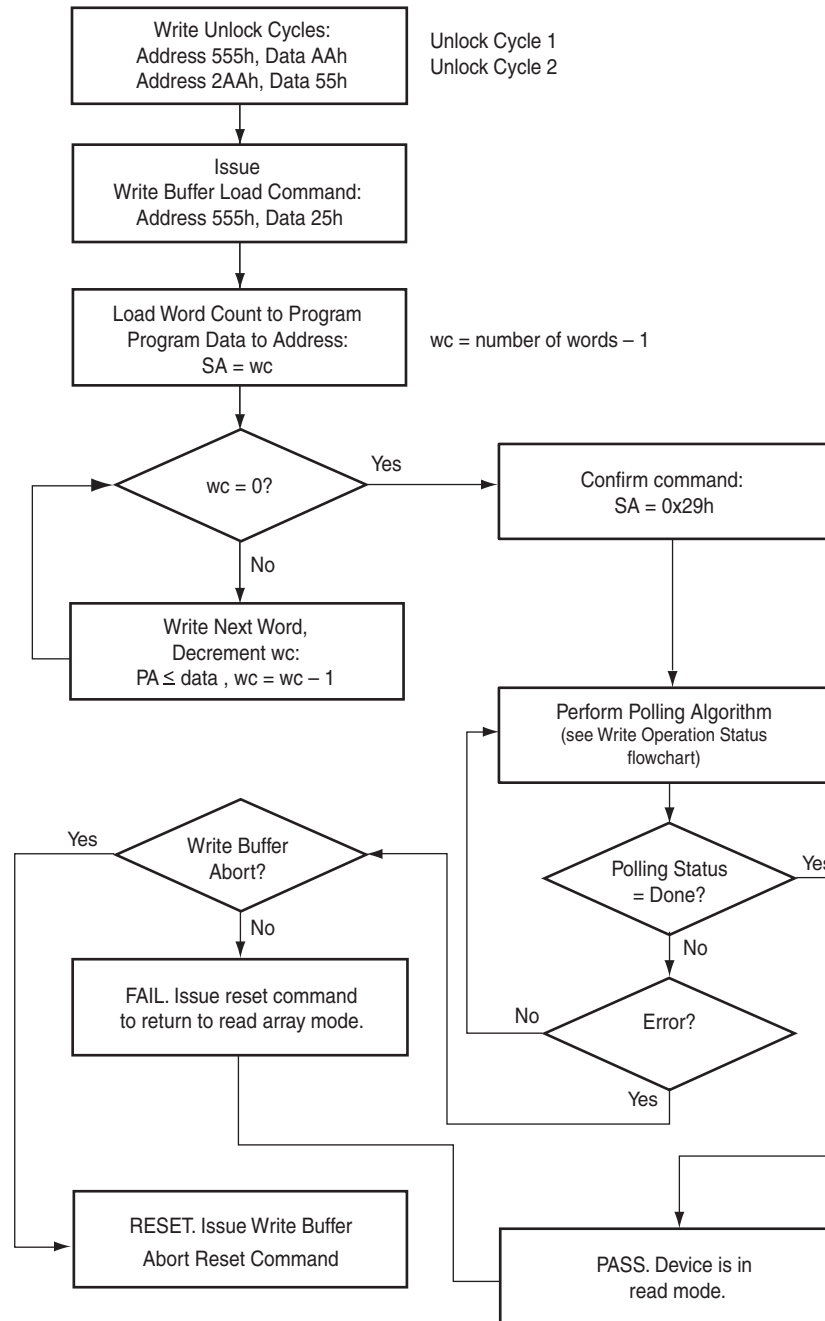 Write Unlock Cycles:
Address 555h, Data AAh
Address 2AAh, Data 55h
Unlock Cycle 1
Unlock Cycle 2
Issue
Write Buffer Load Command:
Address 555h, Data 25h
Load Word Count to Program
Program Data to Address:
SA = wc
wc = number of words – 1
wc = 0?
Yes
No
Confirm command:
SA = 0x29h
Write Next Word,
Decrement wc:
PA ≤ data , wc = wc – 1
Perform Polling Algorithm
(see Write Operation Status
flowchart)
Polling Status
= Done?
Yes
No
Error?
No
Yes
Write Buffer
Abort?
Yes
No
FAIL. Issue reset command
to return to read array mode.
RESET. Issue Write Buffer
Abort Reset Command
PASS. Device is in
read mode.